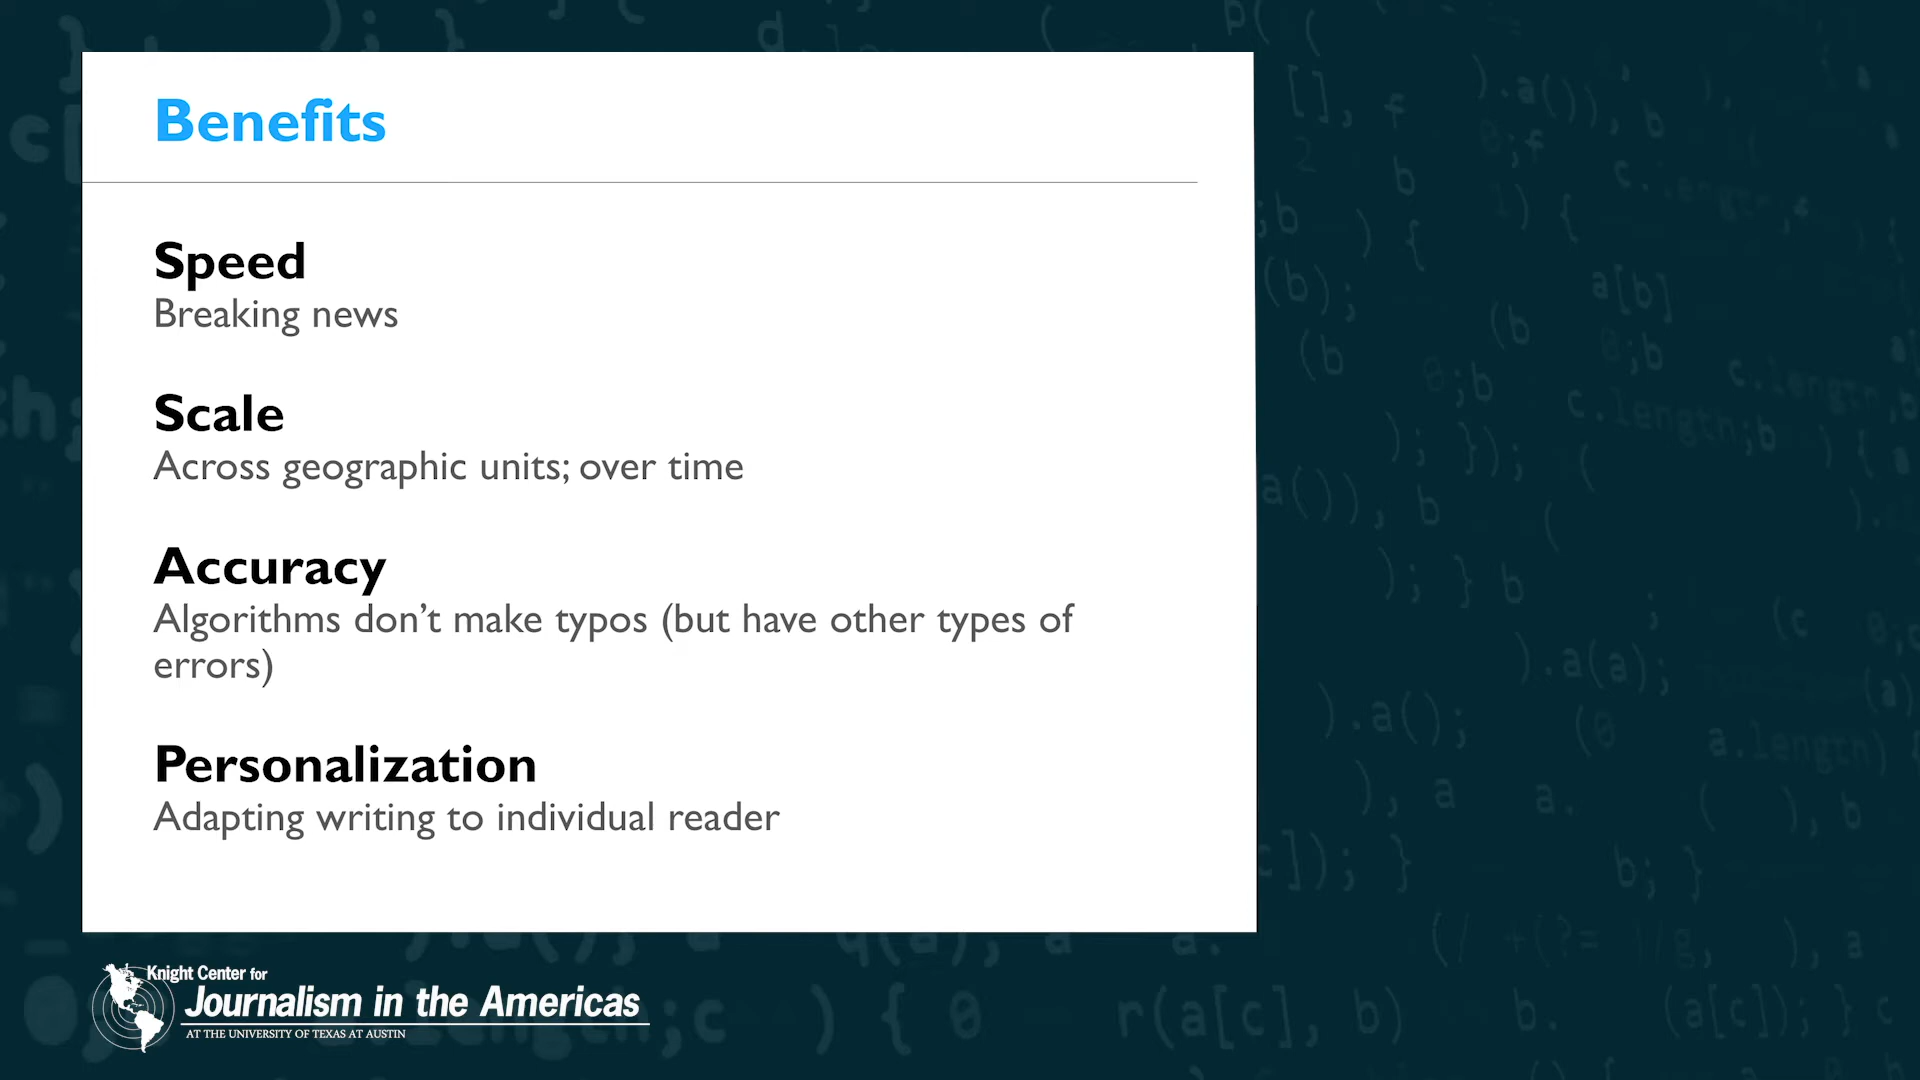 Benefits
Speed
Breaking news
Scale
Across geographic units; over time
Accuracy
Algorithms don’t make typos (but have other types of
errors)
Personalization
Adapting writing to individual reader
Knight Center for
Journalism in the Americas
AT THE UNIVERSITY OF TEXAS AT AUSTIN